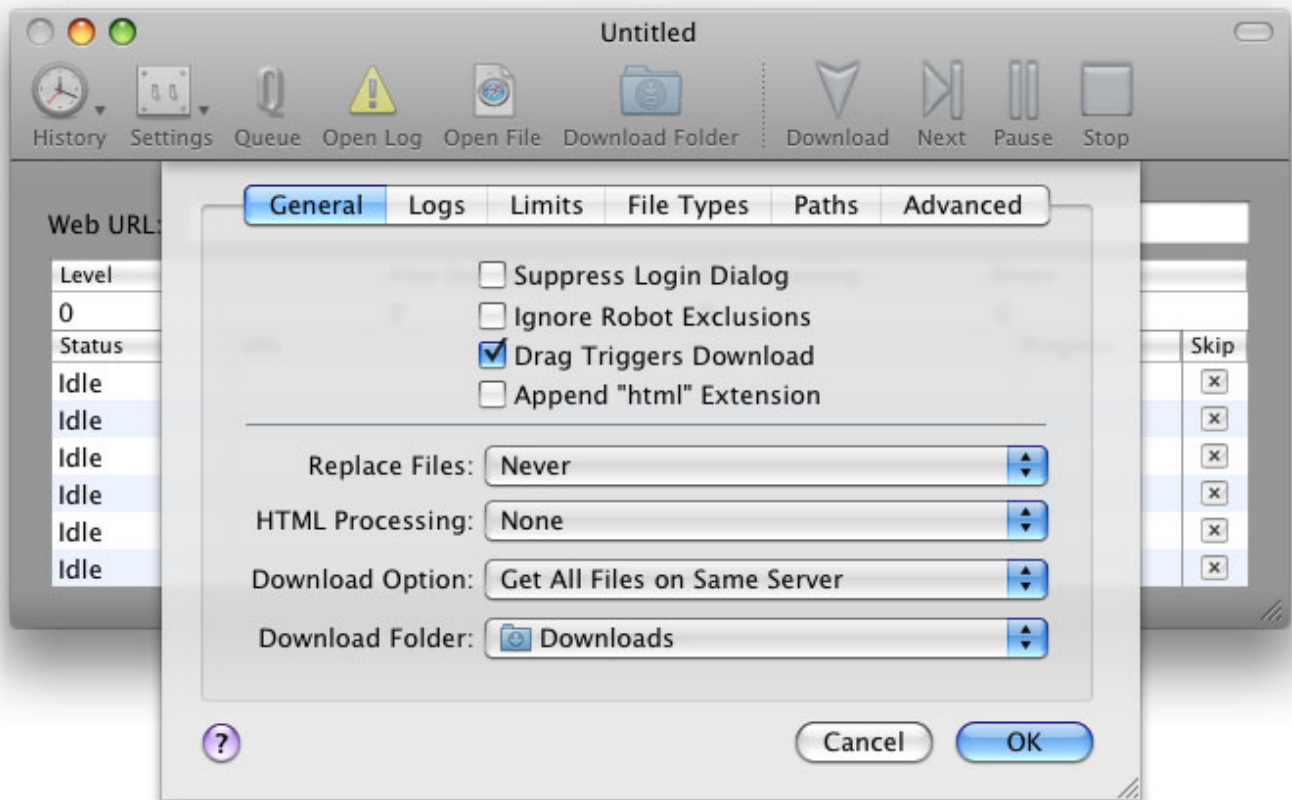 Untitled
History Settings Queue Open Log Open File Download Folder Download Next Pause Stop
General Logs Limits File Types Paths Advanced
Web URL:
Level
Suppress Login Dialog
0
Ignore Robot Exclusions
Status Skip
Drag Triggers Download
Idle
Append "html" Extension
Idle
Idle
Replace Files: Never
Idle
HTML Processing: None
Idle
Idle
Download Option: Get All Files on Same Server
Download Folder: Downloads
? Cancel OK